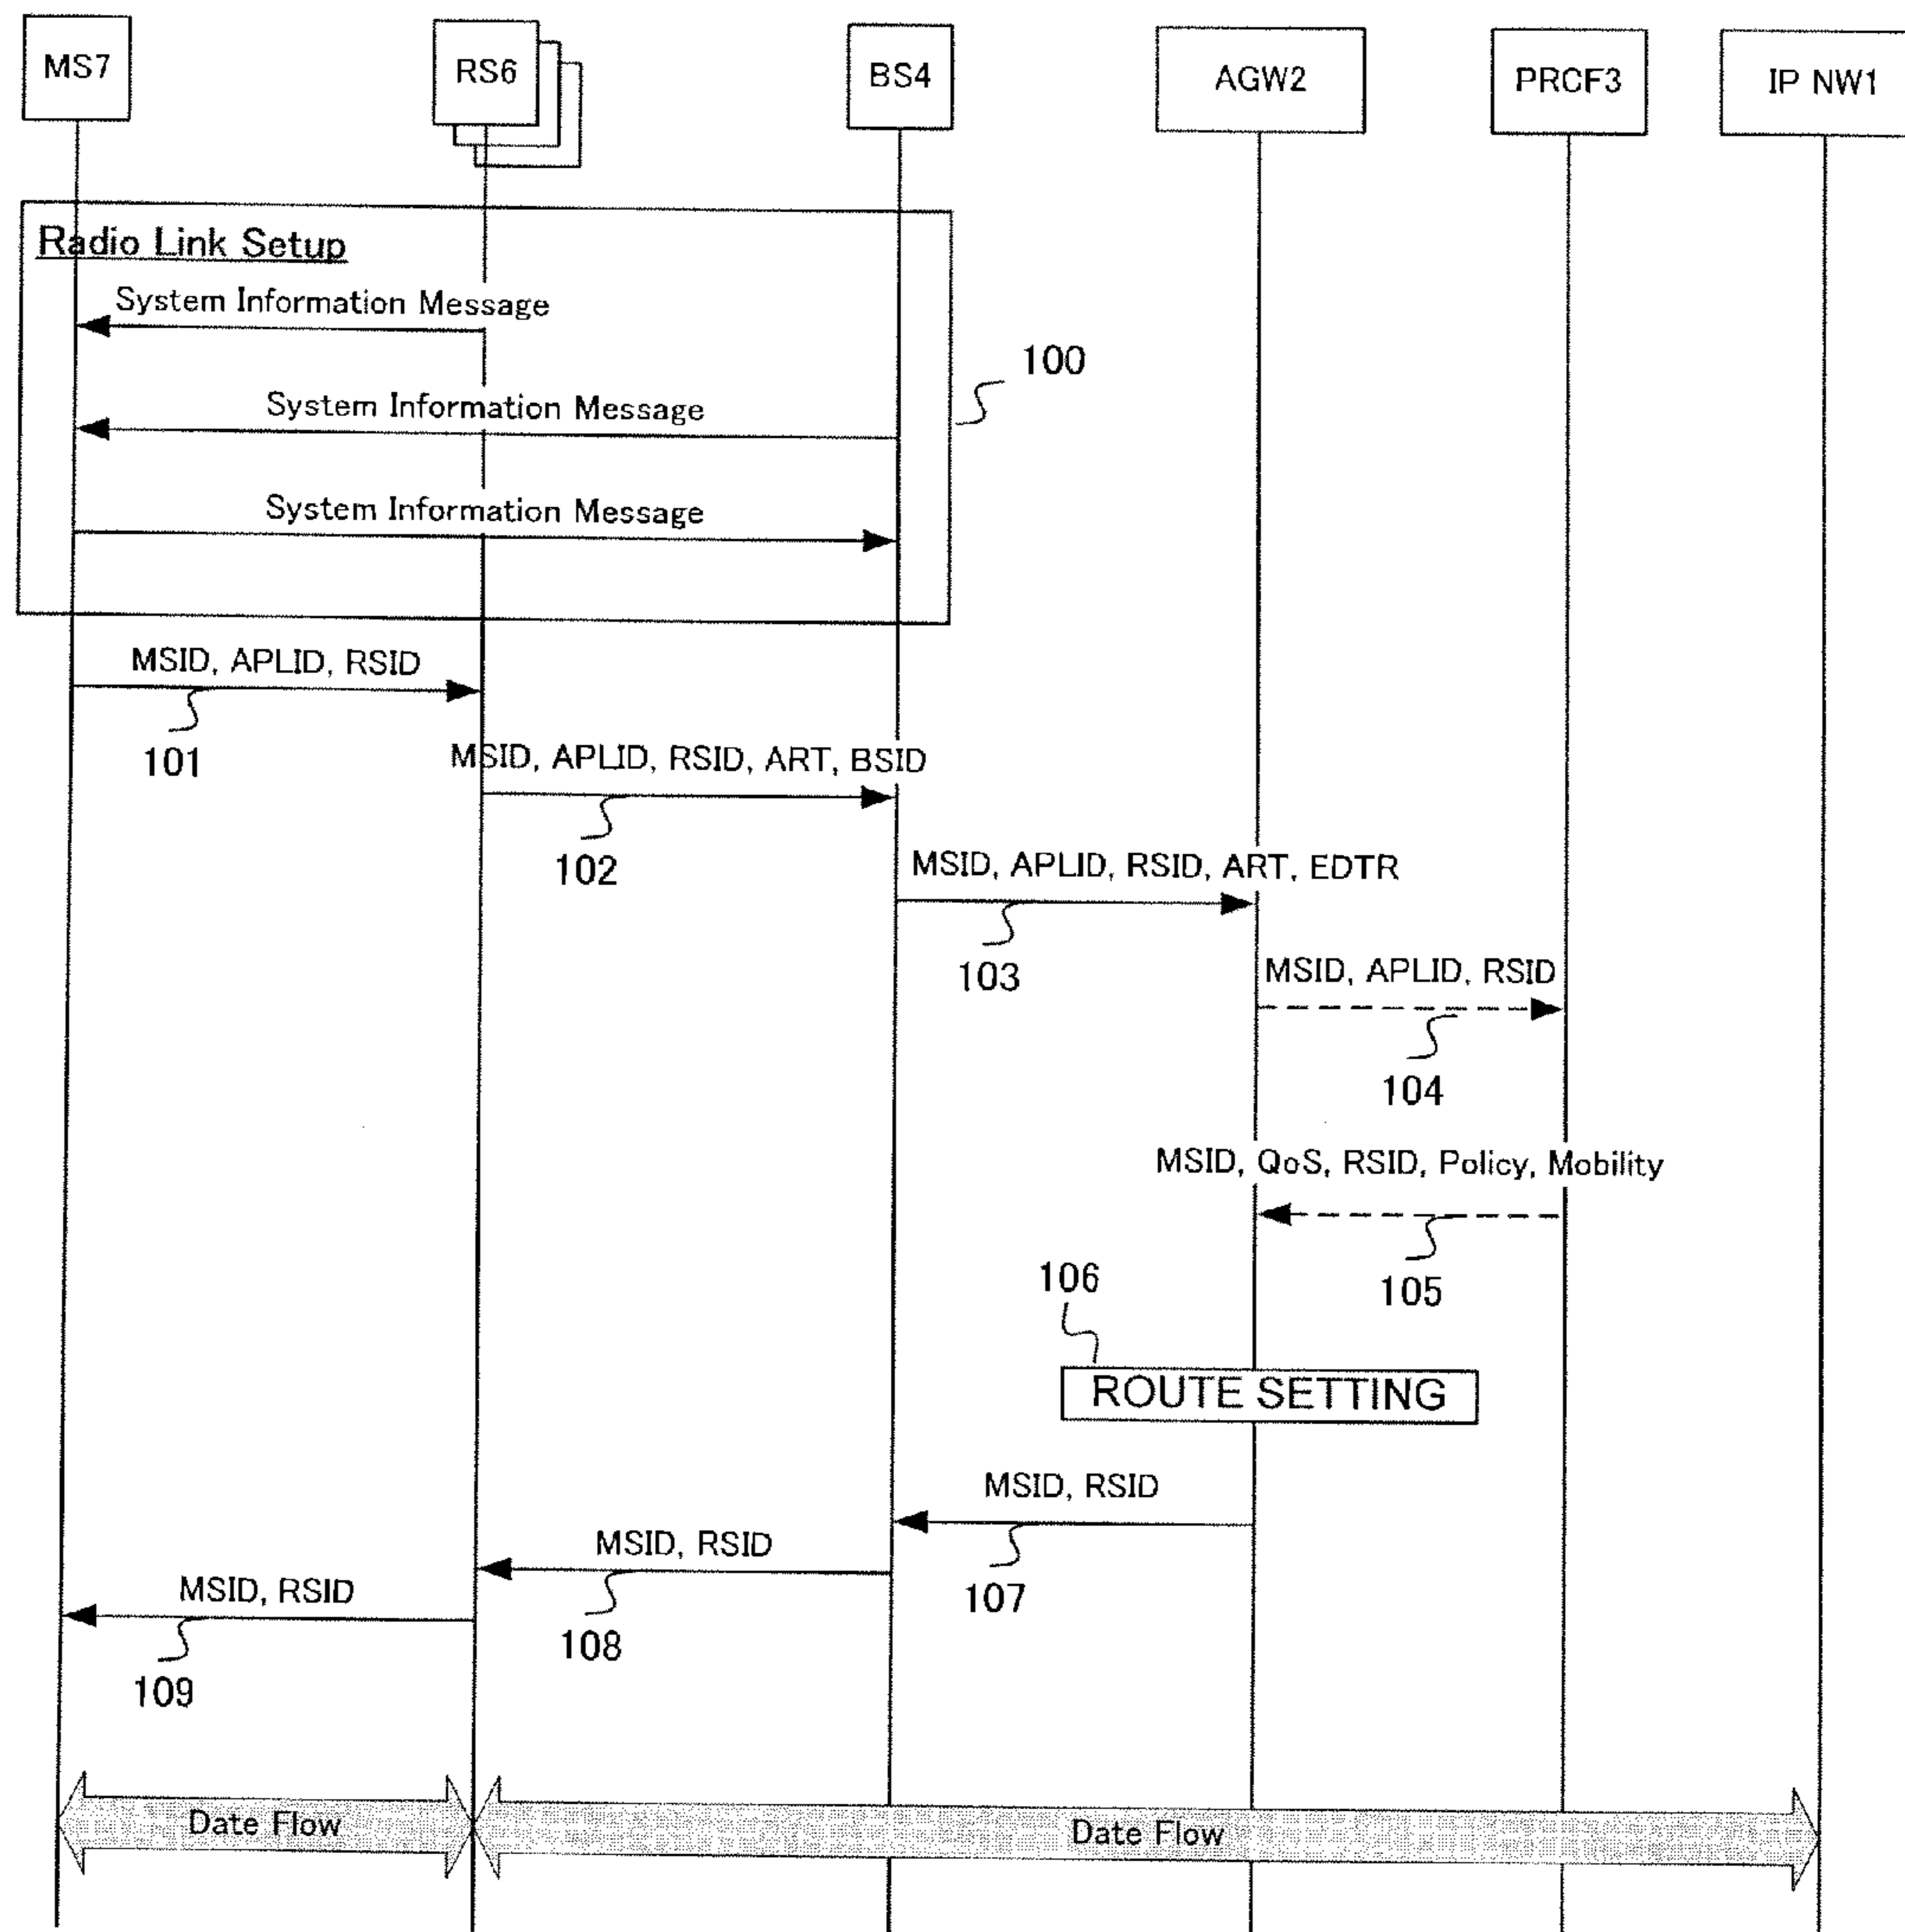 MS7
RS6
BS4
AGW2
PRCF3
IP NW1
Radio Link Setup
System Information Message
100
System Information Message
System Information Message
MSID, APLID, RSID
101
MSID, APLID, RSID, ART, BSID
102
MSID, APLID, RSID, ART, EDTR
103
MSID, APLID, RSID
104
MSID, QoS, RSID, Policy, Mobility
105
106
ROUTE SETTING
MSID, RSID
107
MSID, RSID
108
MSID, RSID
109
Date Flow
Date Flow